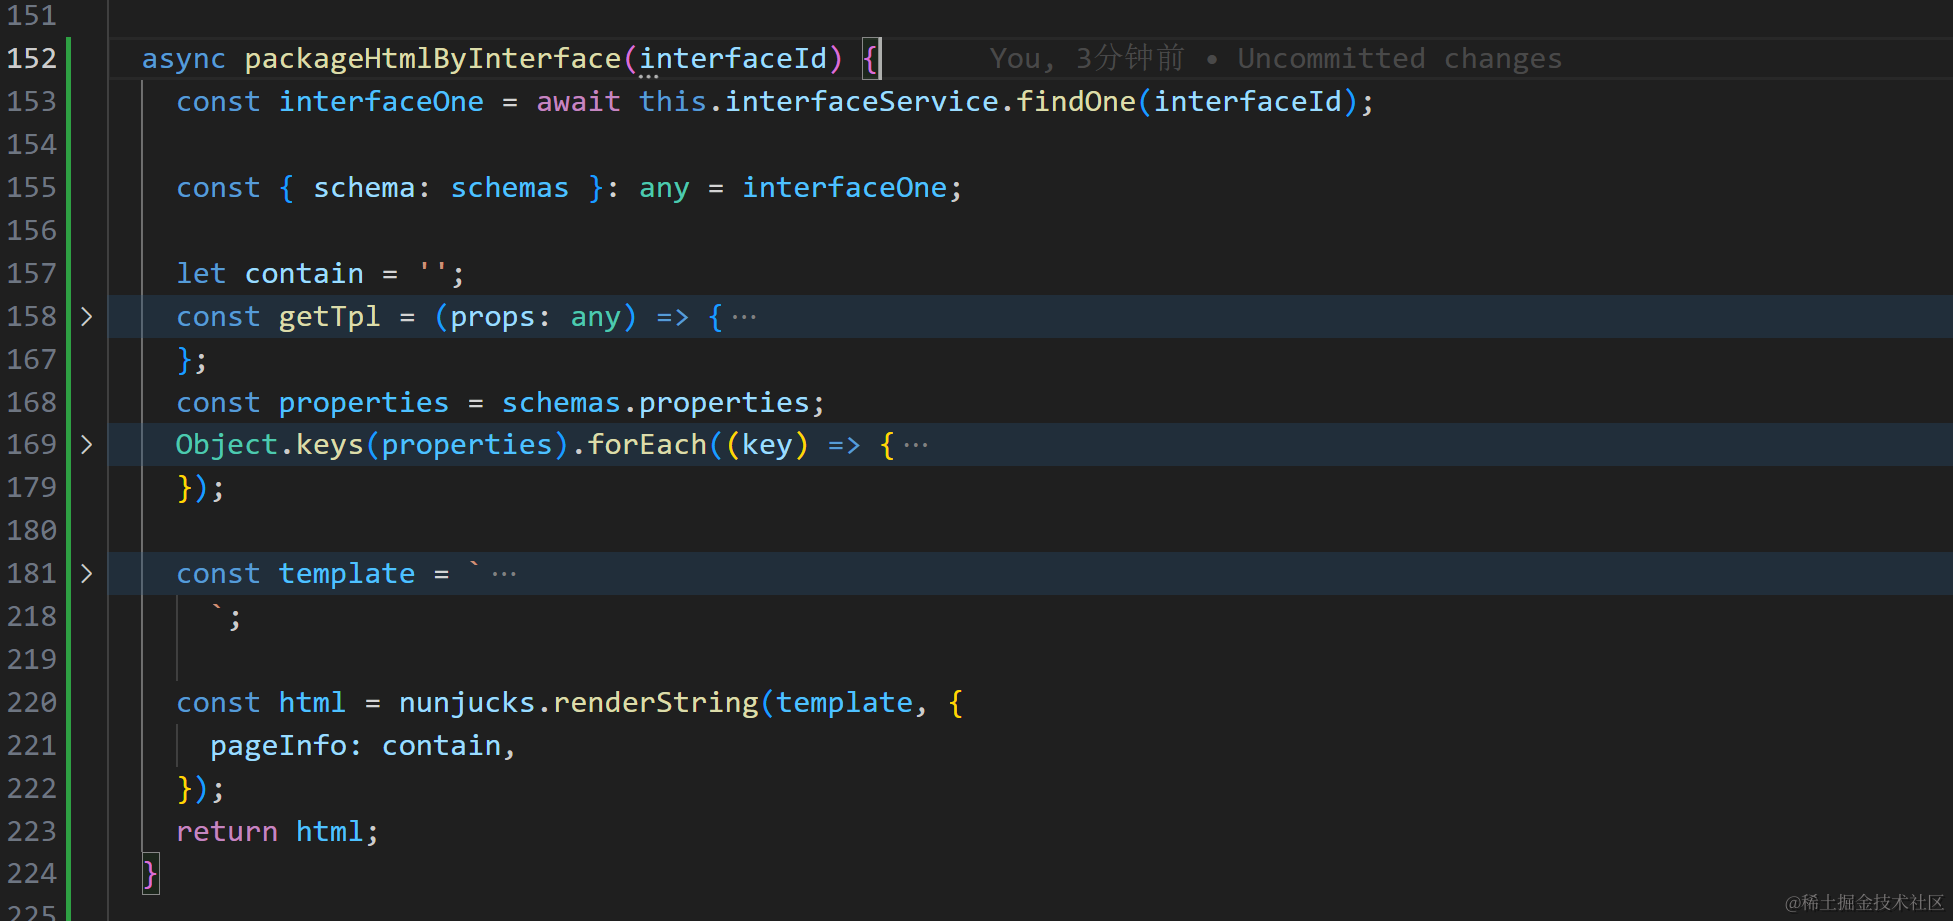 151
152 async packageHtmlByInterface(interfaceId) { You, 3分钟前 • Uncommitted changes
153 const interfaceOne = await this.interfaceService.findOne(interfaceId);
154
155 const { schema: schemas }: any = interfaceOne;
156
157 let contain = '';
158 const getTpl = (props: any) => { ···
167 };
168 const properties = schemas.properties;
169 Object.keys(properties).forEach((key) => { ···
179 });
180
181 const template = ` ···
218 `;
219
220 const html = nunjucks.renderString(template, {
221 pageInfo: contain,
222 });
223 return html;
224 }
225
@稀土掘金技术社区